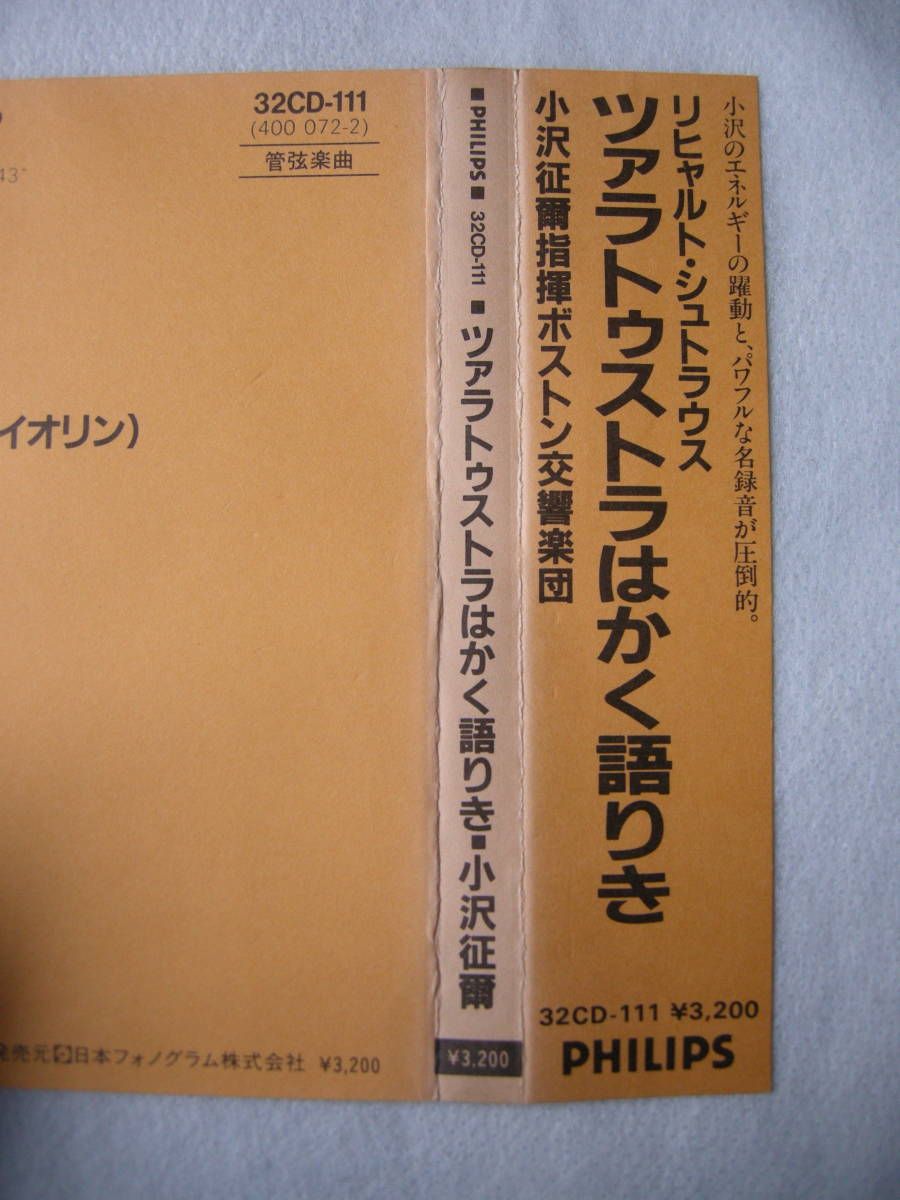 小沢のエネルギーの躍動と、パワフルな名録音が圧倒的。
リヒャルト・シュトラウス
ツァラトゥストラはかく語りき
小沢征爾指揮ボストン交響楽団
32CD-111 ¥3,200
PHILIPS
■PHILIPS■ 32CD-111 ■ ツァラトゥストラはかく語りき■小沢征爾
¥3,200
32CD-111
(400 072-2)
管弦楽曲
43"
イオリン)
発売元 日本フォノグラム株式会社 ¥3,200